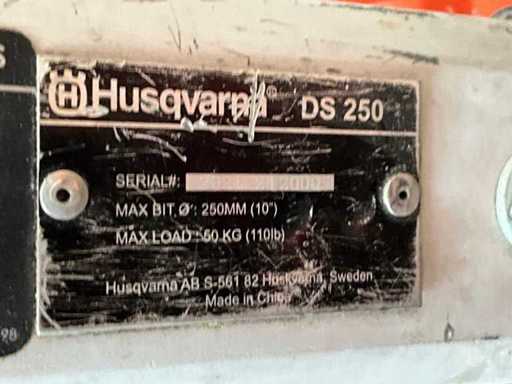 S
Husqvarna® DS 250
SERIAL#:
MAX BIT Ø : 250MM (10")
MAX LOAD : 50 KG (110lb)
Husqvarna AB S-561 82 Huskvarna, Sweden
Made in China
98